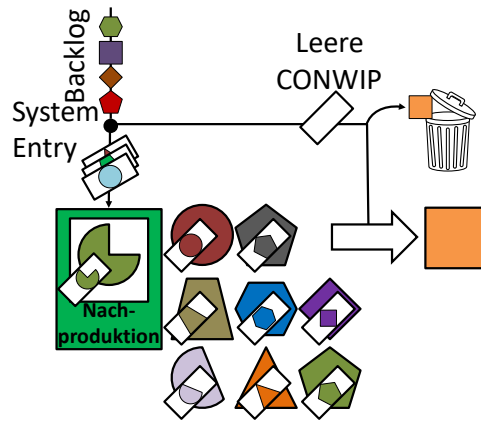 Backlog
Leere
CONWIP
System
Entry
Nach-
produktion